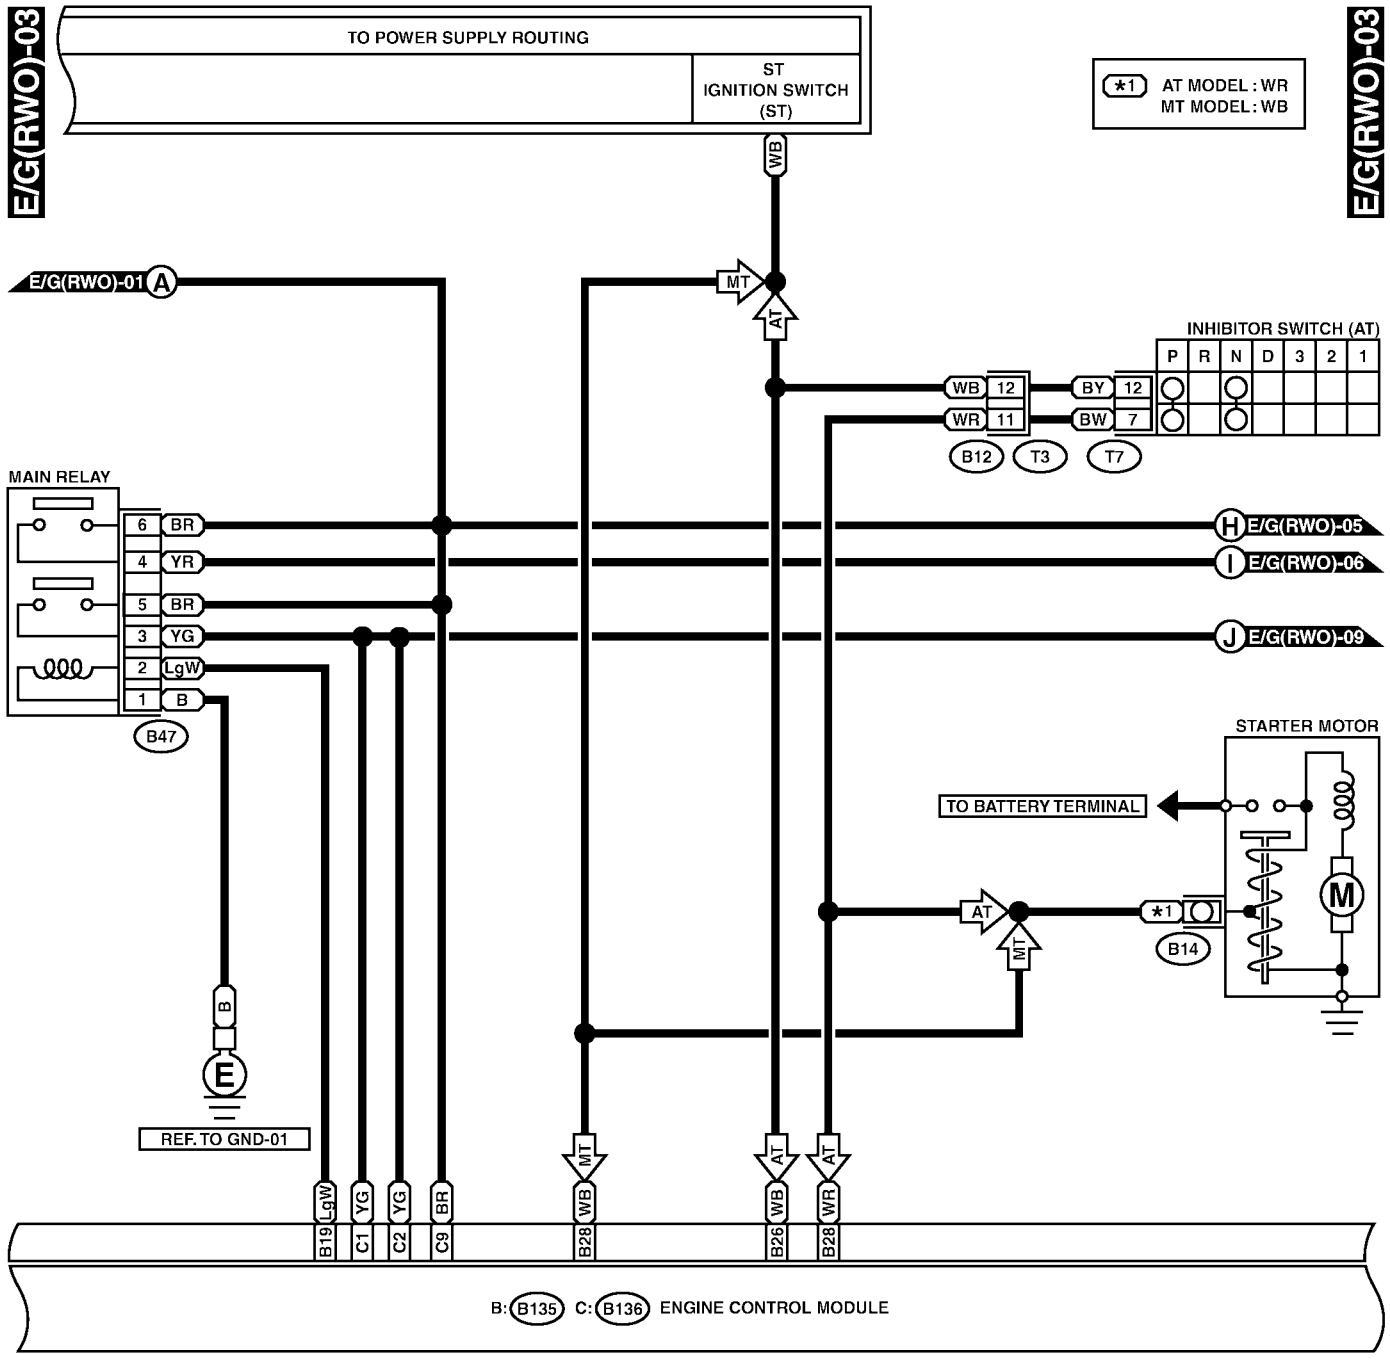 E/G(RWO)-03
TO POWER SUPPLY ROUTING
ST
IGNITION SWITCH
(ST)
WB
*1
AT MODEL : WR
MT MODEL : WB
E/G(RWO)-03
E/G(RWO)-01 A
MT
AT
INHIBITOR SWITCH (AT)
P R N D 3 2 1
WB 12 BY 12
WR 11 BW 7
B12 T3 T7
MAIN RELAY
6 BR
H E/G(RWO)-05
4 YR
I E/G(RWO)-06
5 BR
3 YG
J E/G(RWO)-09
2 LgW
1 B
B47
STARTER MOTOR
TO BATTERY TERMINAL
M
AT
*1
MT
B14
B
E
REF. TO GND-01
MT AT AT
LgW YG YG BR WB WB WR
B19 C1 C2 C9 B28 B26 B28
B: B135 C: B136 ENGINE CONTROL MODULE